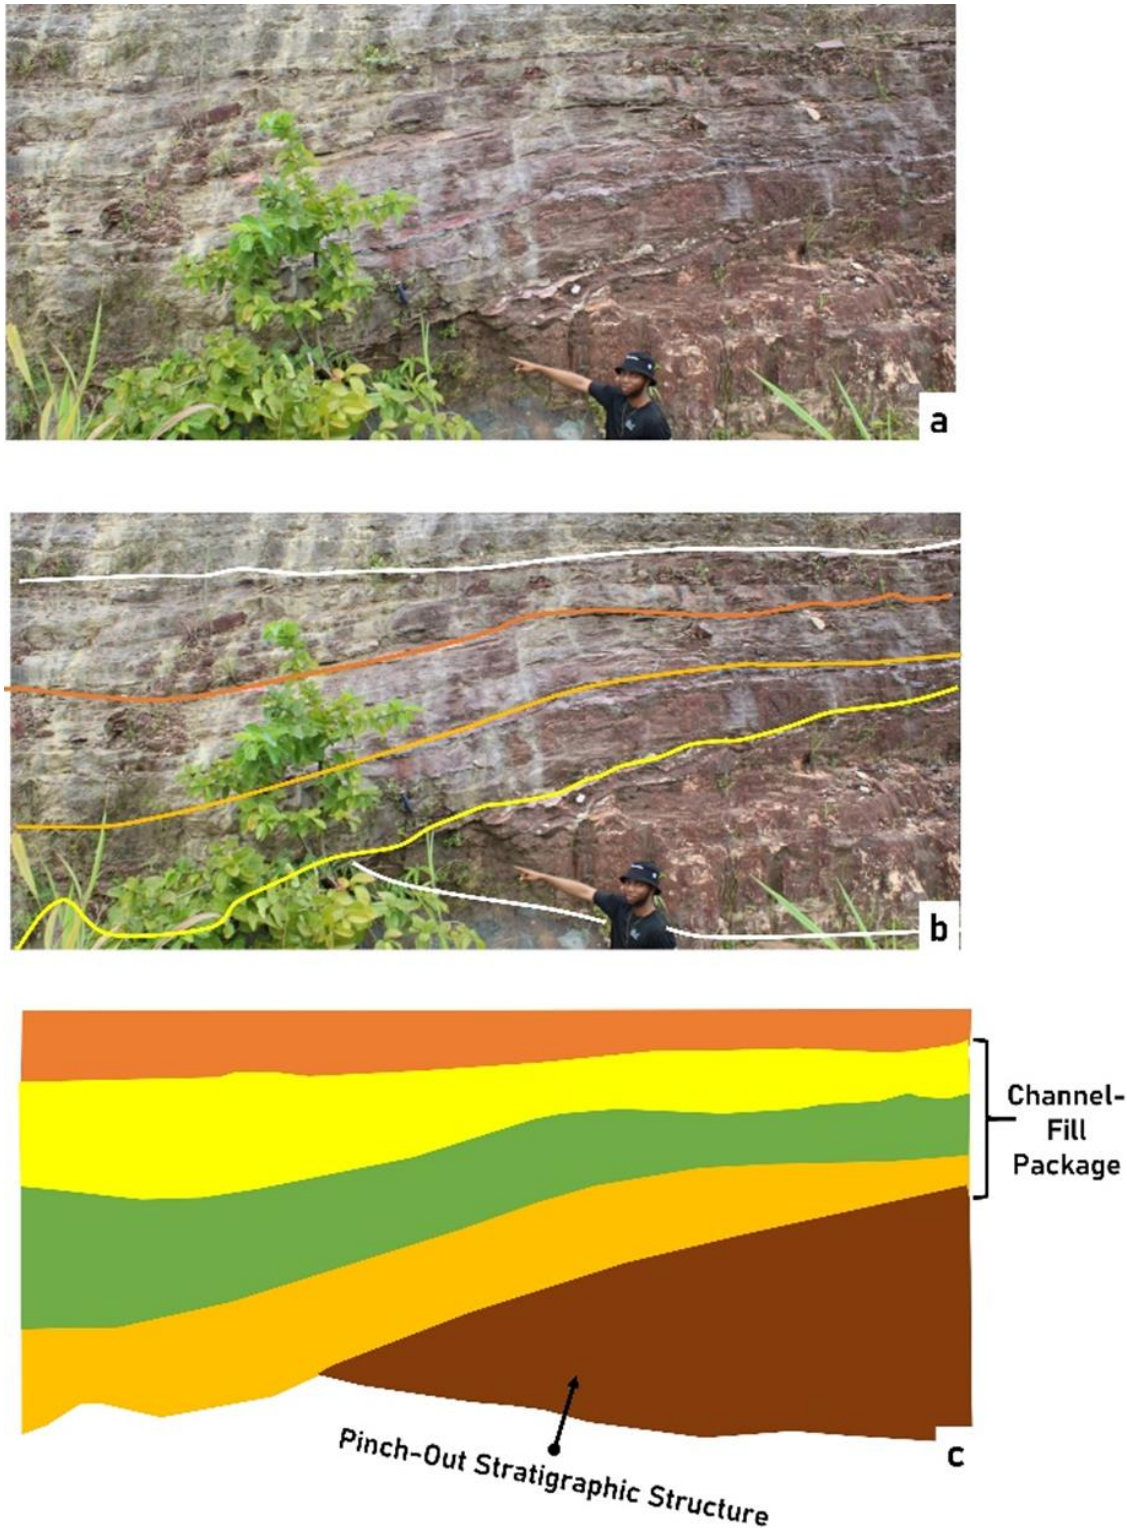 a
b
Channel-
Fill
Package
Pinch-Out Stratigraphic Structure
c